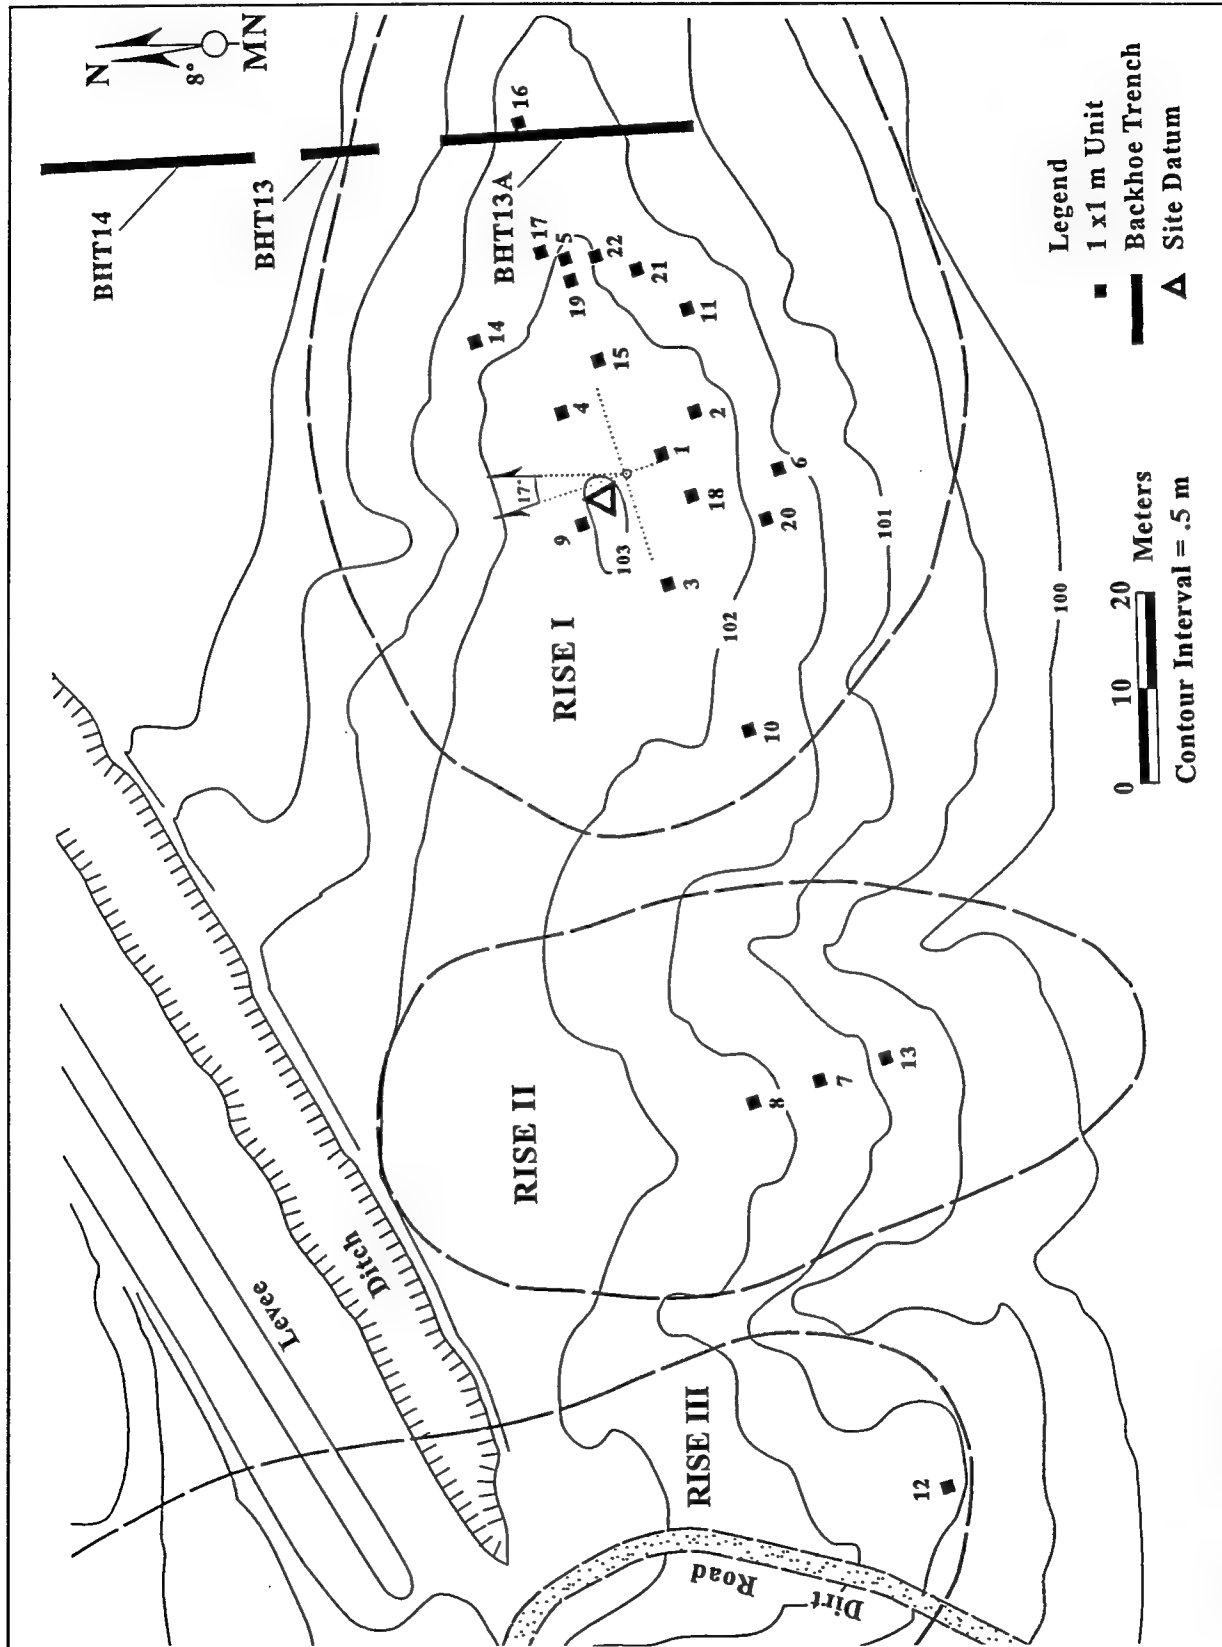 N
8°
MN
BHT14
BHT13
BHT13A
16
17
5
19
22
21
14
11
15
4
2
1
17°
18
6
9
20
103
3
102
101
100
10
RISE I
RISE II
RISE III
8
7
13
12
Levee
Ditch
Dirt
Road
Legend
1 x1 m Unit
Backhoe Trench
Site Datum
0 10 20 Meters
Contour Interval = .5 m